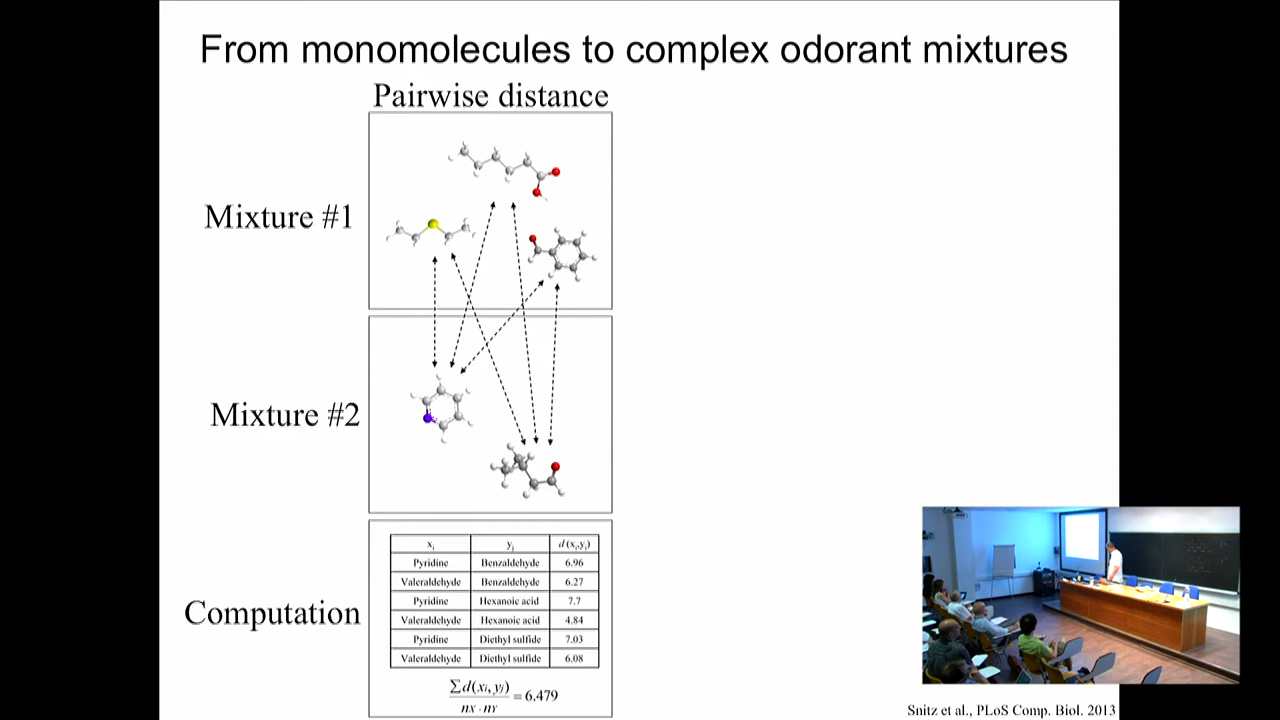 From monomolecules to complex odorant mixtures
Pairwise distance
Mixture #1
Mixture #2
Computation
xi yj d(xi,yj)
Pyridine Benzaldehyde 6.96
Valeraldehyde Benzaldehyde 6.27
Pyridine Hexanoic acid 7.7
Valeraldehyde Hexanoic acid 4.84
Pyridine Diethyl sulfide 7.03
Valeraldehyde Diethyl sulfide 6.08
∑d(xi, yj)
nx · ny
= 6.479
Snitz et al., PLoS Comp. Biol. 2013